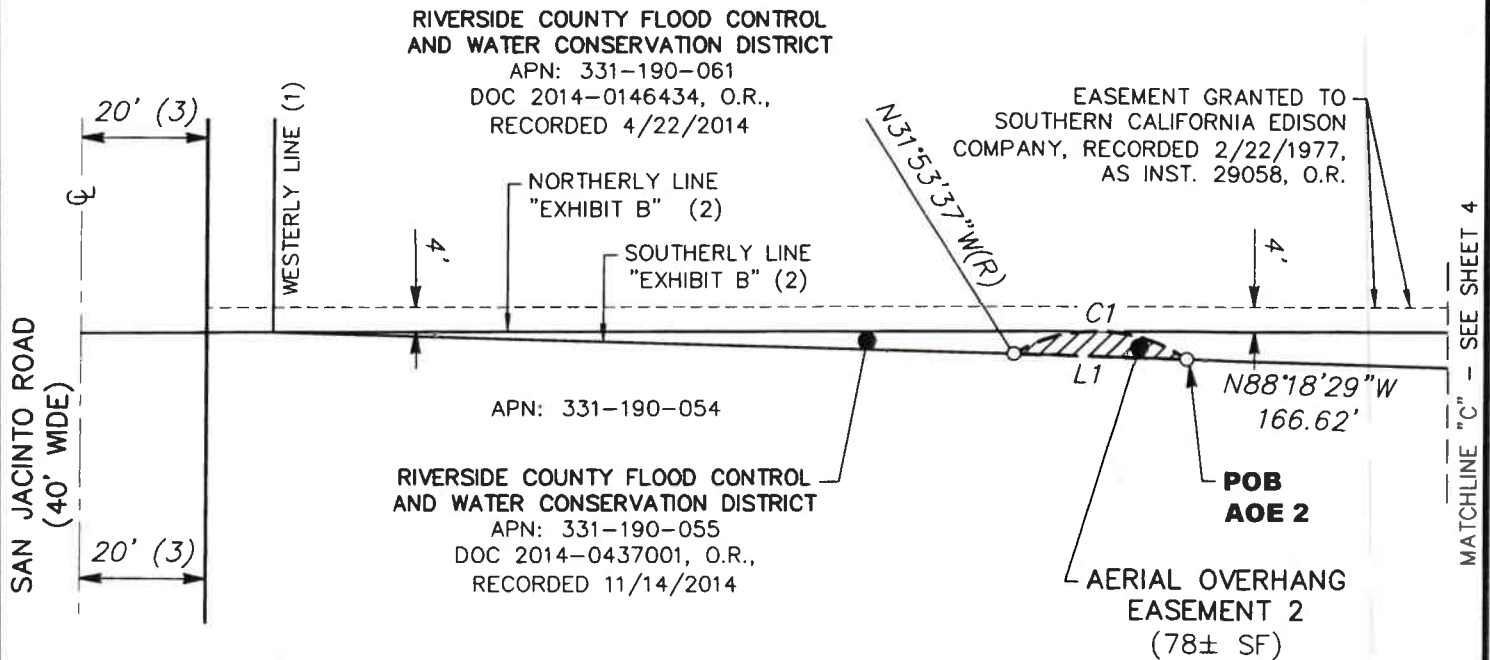 RIVERSIDE COUNTY FLOOD CONTROL
AND WATER CONSERVATION DISTRICT
APN: 331-190-061
DOC 2014-0146434, O.R.,
RECORDED 4/22/2014
20' (3)
WESTERLY LINE (1)
EASEMENT GRANTED TO
SOUTHERN CALIFORNIA EDISON
COMPANY, RECORDED 2/22/1977,
AS INST. 29058, O.R.
N31°53'37"W(R)
NORTHERLY LINE
"EXHIBIT B" (2)
SOUTHERLY LINE
"EXHIBIT B" (2)
4'
4'
C1
L1
N88°18'29"W
166.62'
MATCHLINE "C" - SEE SHEET 4
SAN JACINTO ROAD
(40' WIDE)
℄
APN: 331-190-054
RIVERSIDE COUNTY FLOOD CONTROL
AND WATER CONSERVATION DISTRICT
APN: 331-190-055
DOC 2014-0437001, O.R.,
RECORDED 11/14/2014
20' (3)
POB
AOE 2
AERIAL OVERHANG
EASEMENT 2
(78± SF)